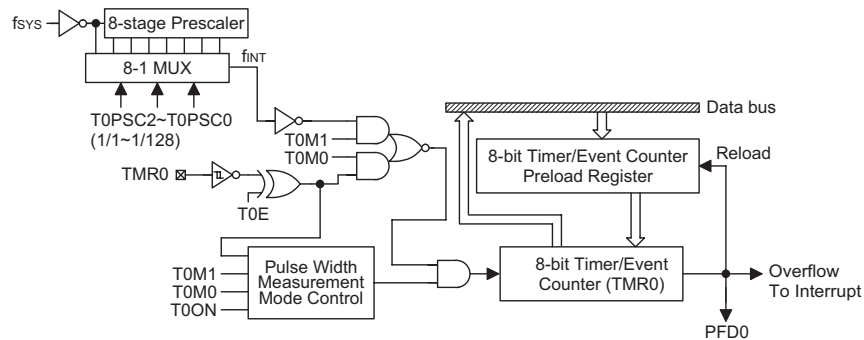 fSYS
8-stage Prescaler
8-1 MUX
fINT
T0PSC2~T0PSC0
(1/1~1/128)
T0M1
T0M0
TMR0
T0E
T0M1
T0M0
T0ON
Pulse Width
Measurement
Mode Control
Data bus
8-bit Timer/Event Counter
Preload Register
Reload
8-bit Timer/Event
Counter (TMR0)
Overflow
To Interrupt
PFD0